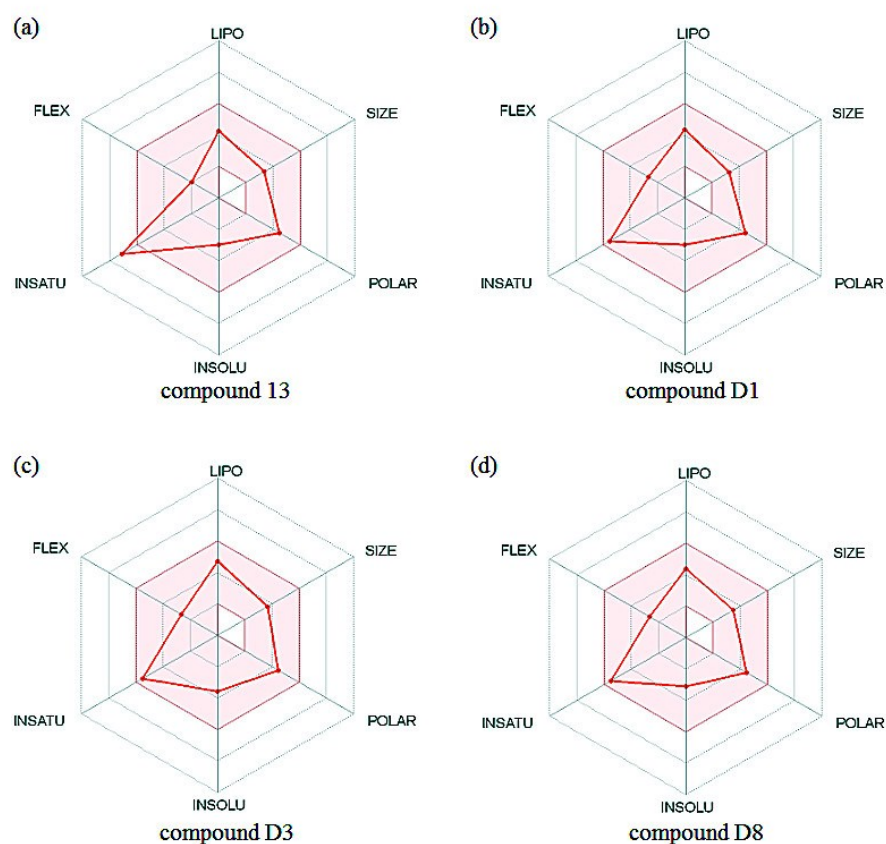 (a)
LIPO
FLEX
SIZE
INSATU
POLAR
INSOLU
compound 13
(b)
LIPO
FLEX
SIZE
INSATU
POLAR
INSOLU
compound D1
(c)
LIPO
FLEX
SIZE
INSATU
POLAR
INSOLU
compound D3
(d)
LIPO
FLEX
SIZE
INSATU
POLAR
INSOLU
compound D8